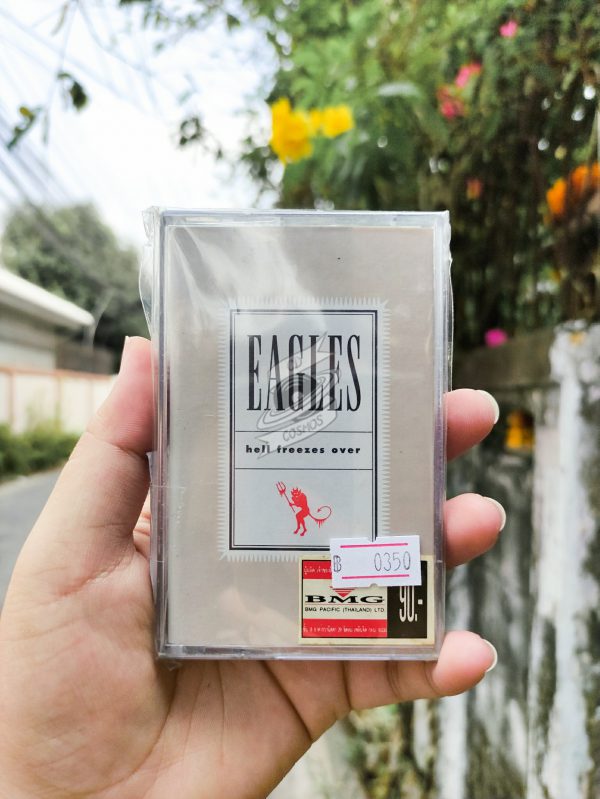 EAGLES
COSMOS
hell freezes over
฿ 0350
BMG
BMG PACIFIC (THAILAND) LTD.
90.-